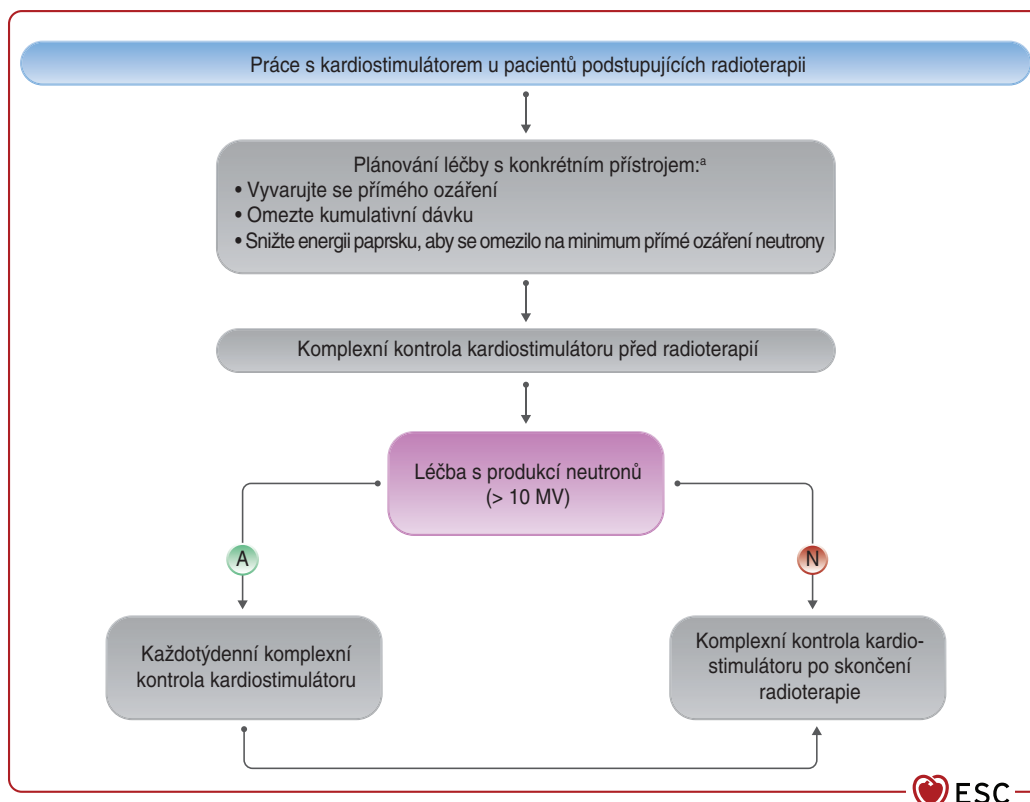 Práce s kardiostimulátorem u pacientů podstupujících radioterapii
Plánování léčby s konkrétním přístrojem:ª
• Vyvarujte se přímého ozáření
• Omezte kumulativní dávku
• Snižte energii paprsku, aby se omezilo na minimum přímé ozáření neutrony
Komplexní kontrola kardiostimulátoru před radioterapií
Léčba s produkcí neutronů
(> 10 MV)
A
N
Každotýdenní komplexní
kontrola kardiostimulátoru
Komplexní kontrola kardio-
stimulátoru po skončení
radioterapie
ESC